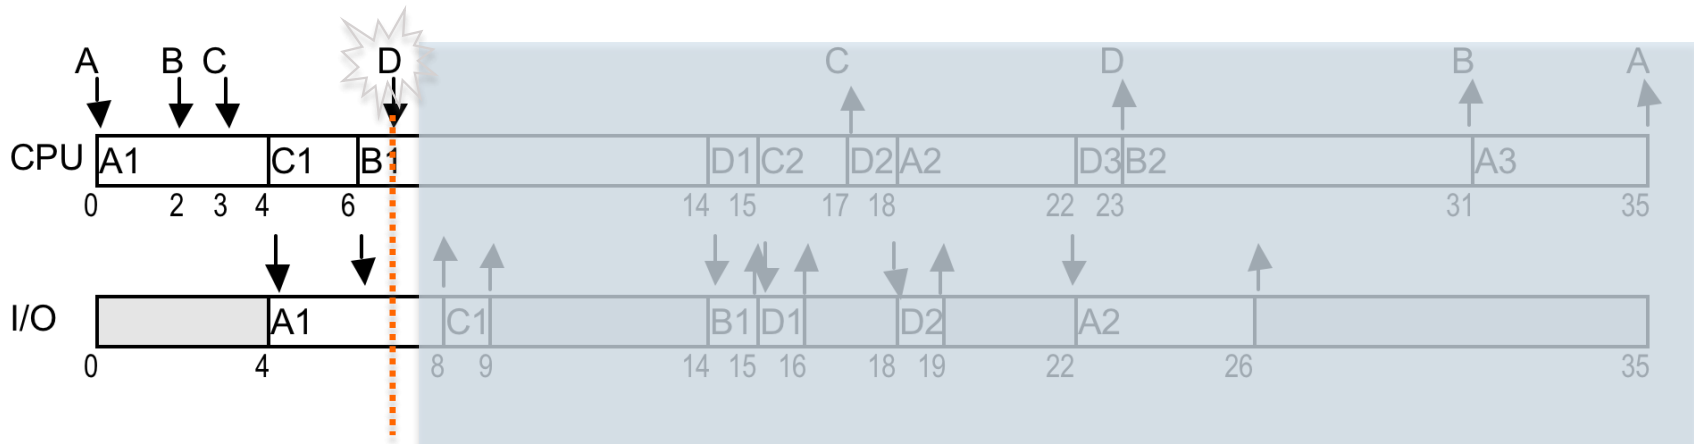 A B C D C D B A
CPU A1 C1 B1 D1 C2 D2 A2 D3 B2 A3
0 2 3 4 6 14 15 17 18 22 23 31 35
I/O A1 C1 B1 D1 D2 A2
0 4 8 9 14 15 16 18 19 22 26 35